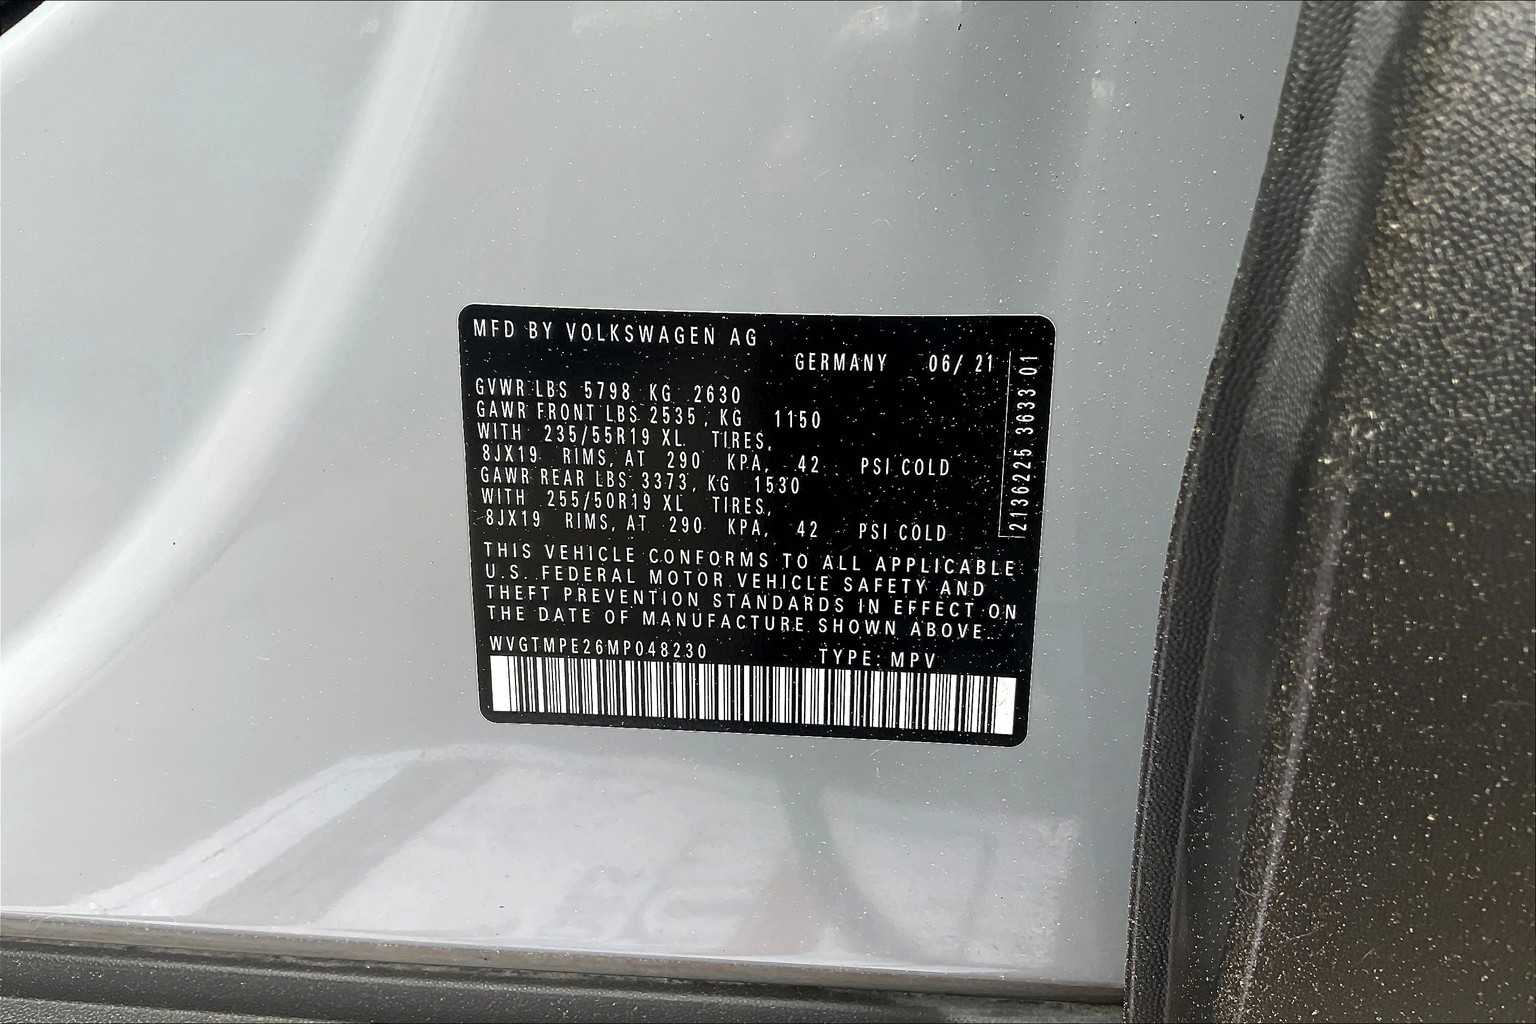 MFD BY VOLKSWAGEN AG
GERMANY 06/ 21
GVWR LBS 5798 KG 2630
GAWR FRONT LBS 2535, KG 1150
WITH 235/55R19 XL TIRES,
8JX19 RIMS, AT 290 KPA, 42 PSI COLD
GAWR REAR LBS 3373, KG 1530
WITH 255/50R19 XL TIRES,
8JX19 RIMS, AT 290 KPA, 42 PSI COLD
THIS VEHICLE CONFORMS TO ALL APPLICABLE
U.S. FEDERAL MOTOR VEHICLE SAFETY AND
THEFT PREVENTION STANDARDS IN EFFECT ON
THE DATE OF MANUFACTURE SHOWN ABOVE.
WVGTMPE26MP048230 TYPE: MPV
2136225 3633 01